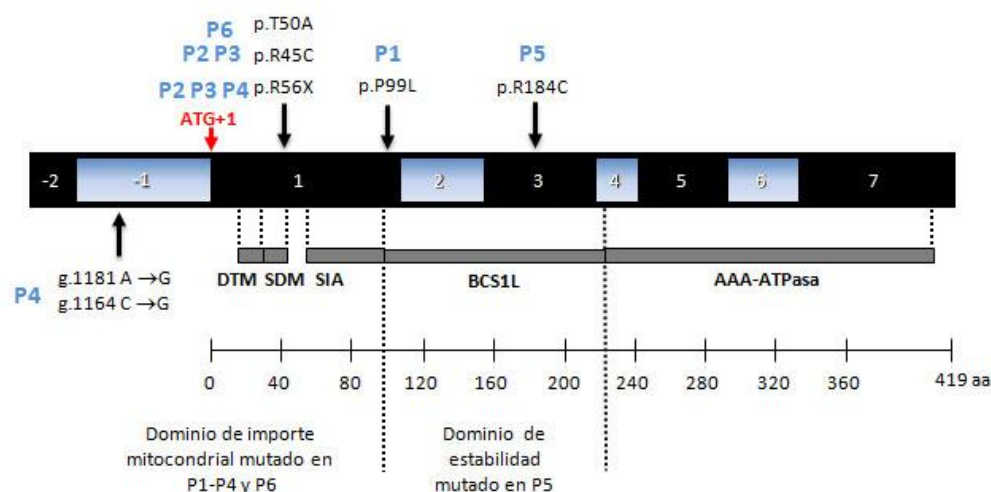 P6 p.T50A
P2 P3 p.R45C
P2 P3 P4 p.R56X
ATG+1
P1
p.P99L
P5
p.R184C
-2 -1 1 2 3 4 5 6 7
P4
g.1181 A →G
g.1164 C →G
DTM SDM SIA BCS1L AAA-ATPasa
0 40 80 120 160 200 240 280 320 360 419 aa
Dominio de importe
mitocondrial mutado en
P1-P4 y P6
Dominio de
estabilidad
mutado en P5